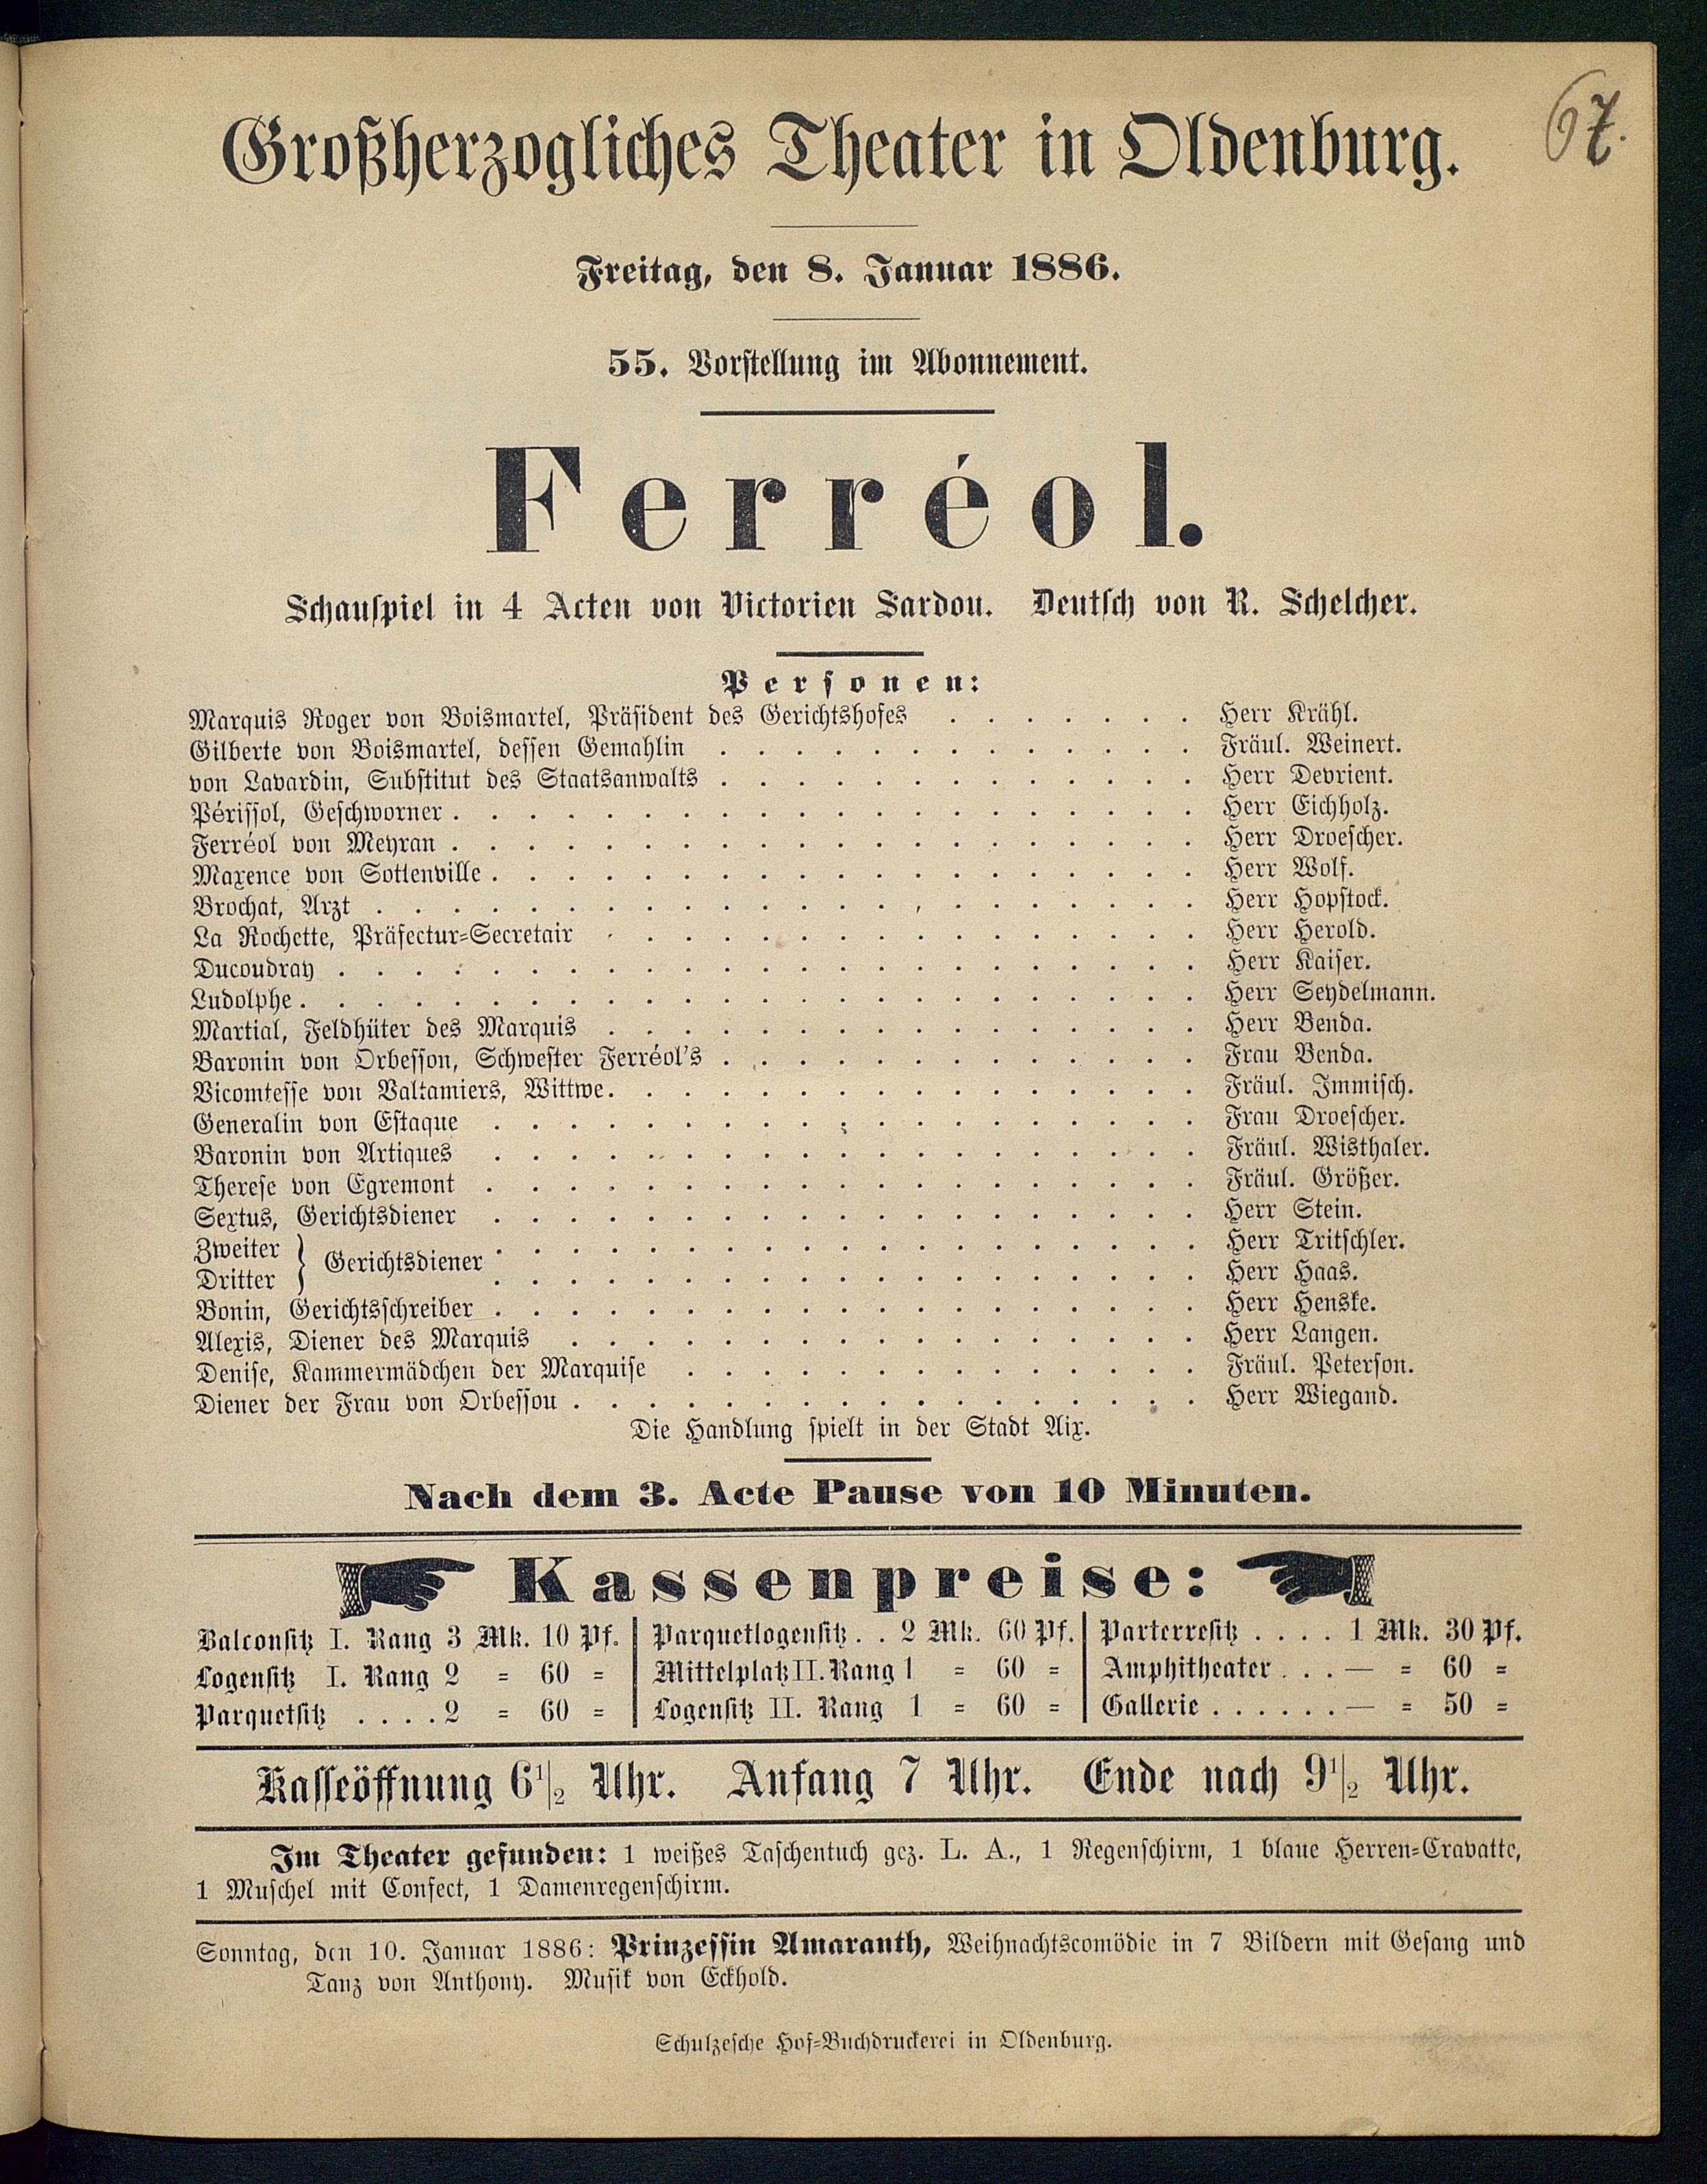 67.
Großherzogliches Theater in Oldenburg.
Freitag, den 8. Januar 1886.
55. Vorstellung im Abonnement.
Ferréol.
Schauspiel in 4 Acten von Victorien Sardou. Deutsch von R. Schelcher.
Personen:
Marquis Roger von Boismartel, Präsident des Gerichtshofes . . . . . . . Herr Krähl.
Gilberte von Boismartel, dessen Gemahlin . . . . . . . . . . . . . Fräul. Weinert.
von Lavardin, Substitut des Staatsanwalts . . . . . . . . . . . . . Herr Devrient.
Périssol, Geschworner . . . . . . . . . . . . . . . . . . . . Herr Eichholz.
Ferréol von Meyran . . . . . . . . . . . . . . . . . . . . Herr Droescher.
Maxence von Sottenville . . . . . . . . . . . . . . . . . . . Herr Wolf.
Brochat, Arzt . . . . . . . . . . . . . . . . . . . . . . Herr Hopstock.
La Rochette, Präfectur-Secretair . . . . . . . . . . . . . . . . Herr Herold.
Ducoudray . . . . . . . . . . . . . . . . . . . . . . . Herr Kaiser.
Ludolphe . . . . . . . . . . . . . . . . . . . . . . . . Herr Seydelmann.
Martial, Feldhüter des Marquis . . . . . . . . . . . . . . . . Herr Benda.
Baronin von Orbesson, Schwester Ferréol's . . . . . . . . . . . . . Frau Benda.
Vicomtesse von Valtamiers, Wittwe . . . . . . . . . . . . . . . . Fräul. Immisch.
Generalin von Estaque . . . . . . . . . . . . . . . . . . . Frau Droescher.
Baronin von Artiques . . . . . . . . . . . . . . . . . . . Fräul. Wisthaler.
Therese von Egremont . . . . . . . . . . . . . . . . . . . Fräul. Größer.
Sextus, Gerichtsdiener . . . . . . . . . . . . . . . . . . . Herr Stein.
Zweiter } Gerichtsdiener . . . . . . . . . . . . . . . . . . . Herr Tritschler.
Dritter . . . . . . . . . . . . . . . . . . . Herr Haas.
Bonin, Gerichtsschreiber . . . . . . . . . . . . . . . . . . . Herr Henske.
Alexis, Diener des Marquis . . . . . . . . . . . . . . . . . Herr Langen.
Denise, Kammermädchen der Marquise . . . . . . . . . . . . . . Fräul. Peterson.
Diener der Frau von Orbesson . . . . . . . . . . . . . . . . . Herr Wiegand.
Die Handlung spielt in der Stadt Aix.
Nach dem 3. Acte Pause von 10 Minuten.
Kassenpreise:
Balconsitz I. Rang 3 Mk. 10 Pf. | Parquetlogensitz . . 2 Mk. 60 Pf. | Parterresitz . . . . 1 Mk. 30 Pf.
Logensitz I. Rang 2 = 60 = | Mittelplatz II. Rang 1 = 60 = | Amphitheater . . . — = 60 =
Parquetsitz . . . . 2 = 60 = | Logensitz II. Rang 1 = 60 = | Gallerie . . . . . . — = 50 =
Kasseöffnung 6 1/2 Uhr. Anfang 7 Uhr. Ende nach 9 1/2 Uhr.
Im Theater gefunden: 1 weißes Taschentuch gez. L. A., 1 Regenschirm, 1 blaue Herren-Cravatte,
1 Muschel mit Confect, 1 Damenregenschirm.
Sonntag, den 10. Januar 1886: Prinzessin Amaranth, Weihnachtscomödie in 7 Bildern mit Gesang und
Tanz von Anthony. Musik von Eckhold.
Schulzesche Hof-Buchdruckerei in Oldenburg.